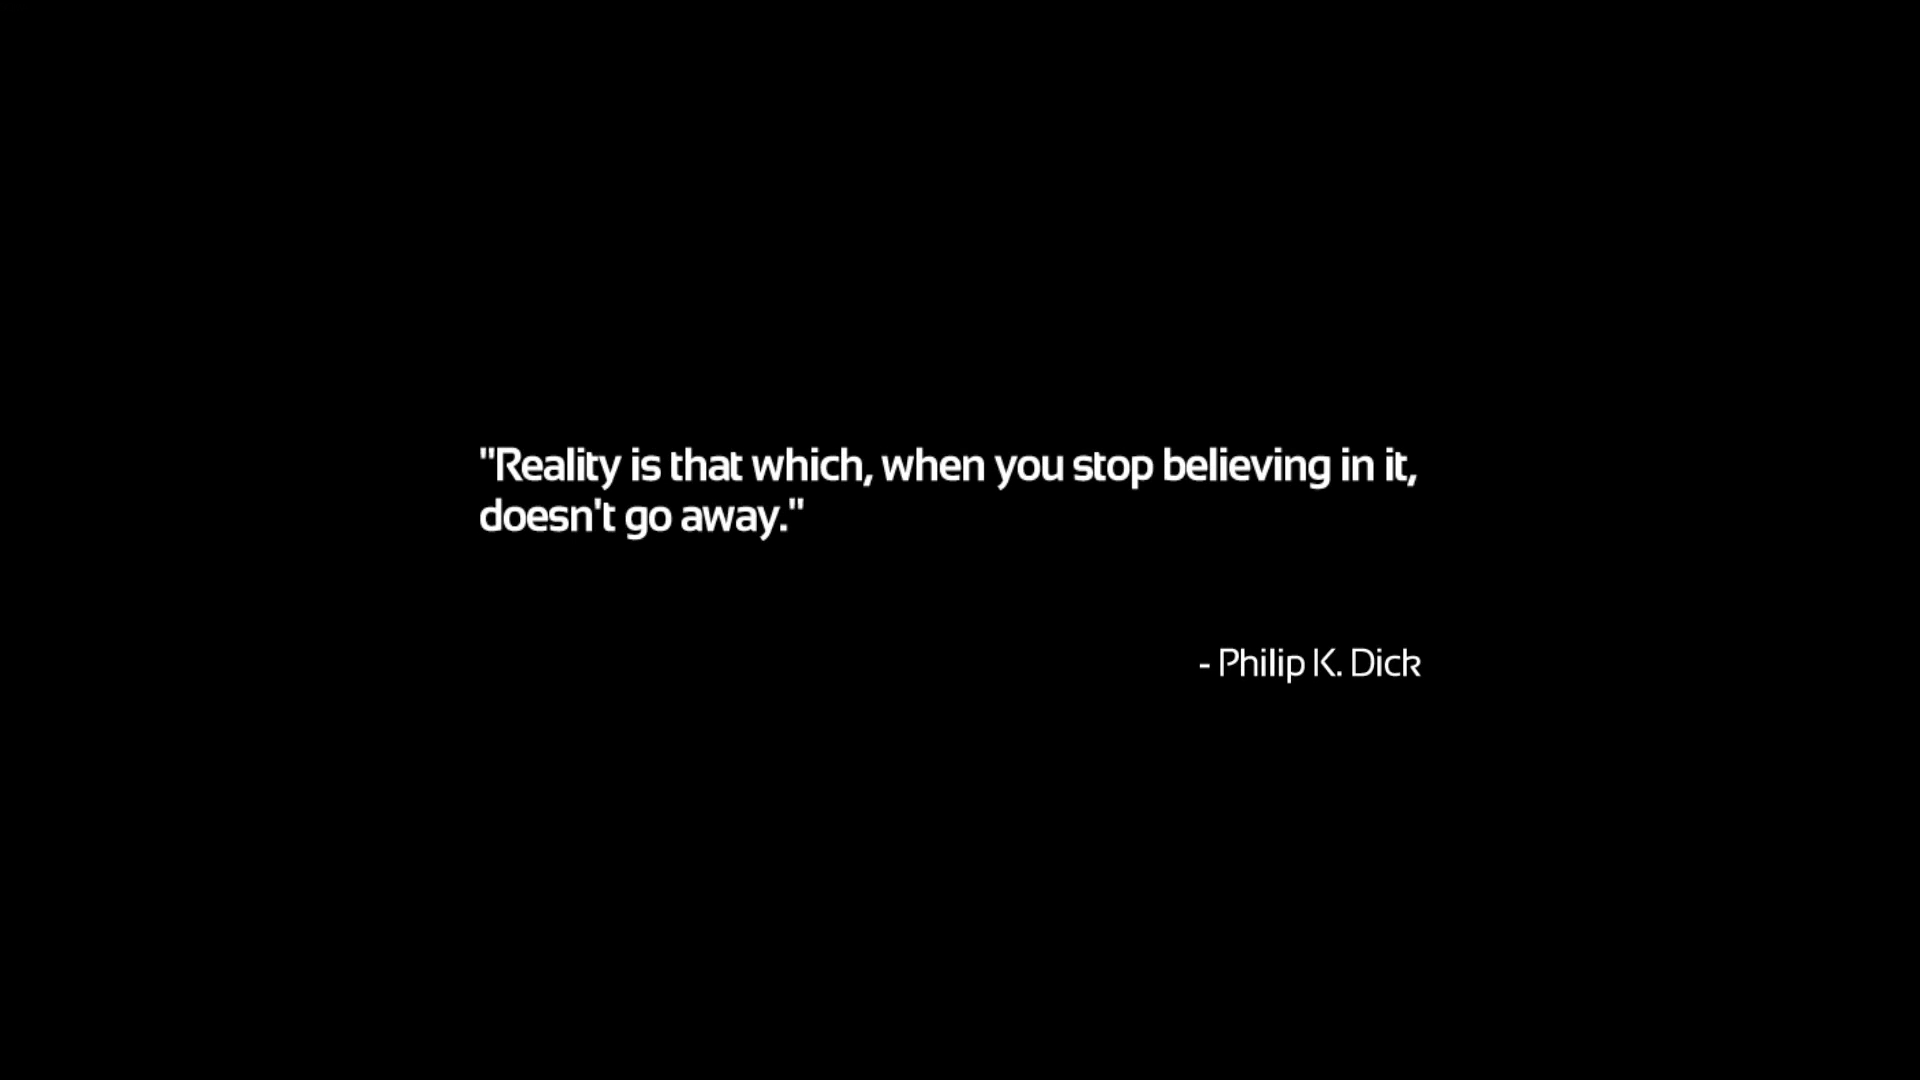 "Reality is that which, when you stop believing in it,
doesn't go away."
- Philip K. Dick